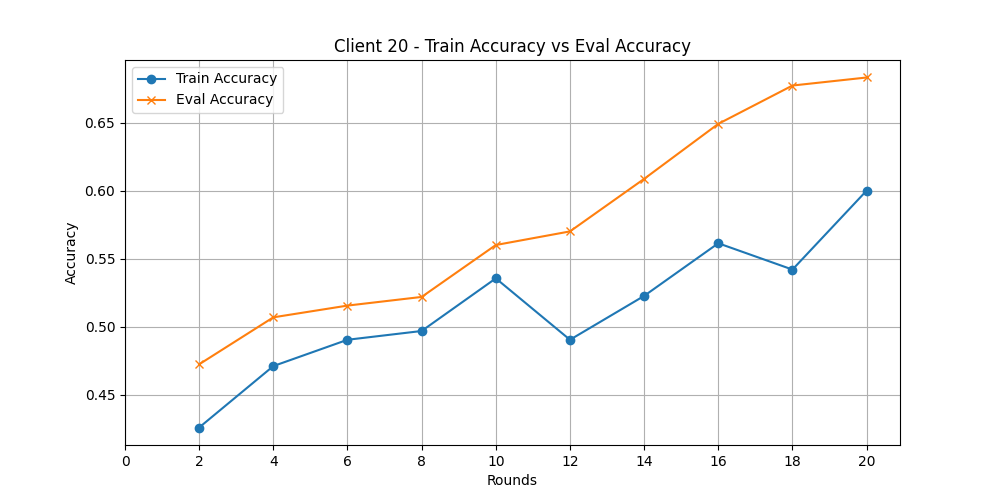 Client 20 - Train Accuracy vs Eval Accuracy
Train Accuracy
Eval Accuracy
Accuracy
0.65
0.60
0.55
0.50
0.45
0 2 4 6 8 10 12 14 16 18 20
Rounds